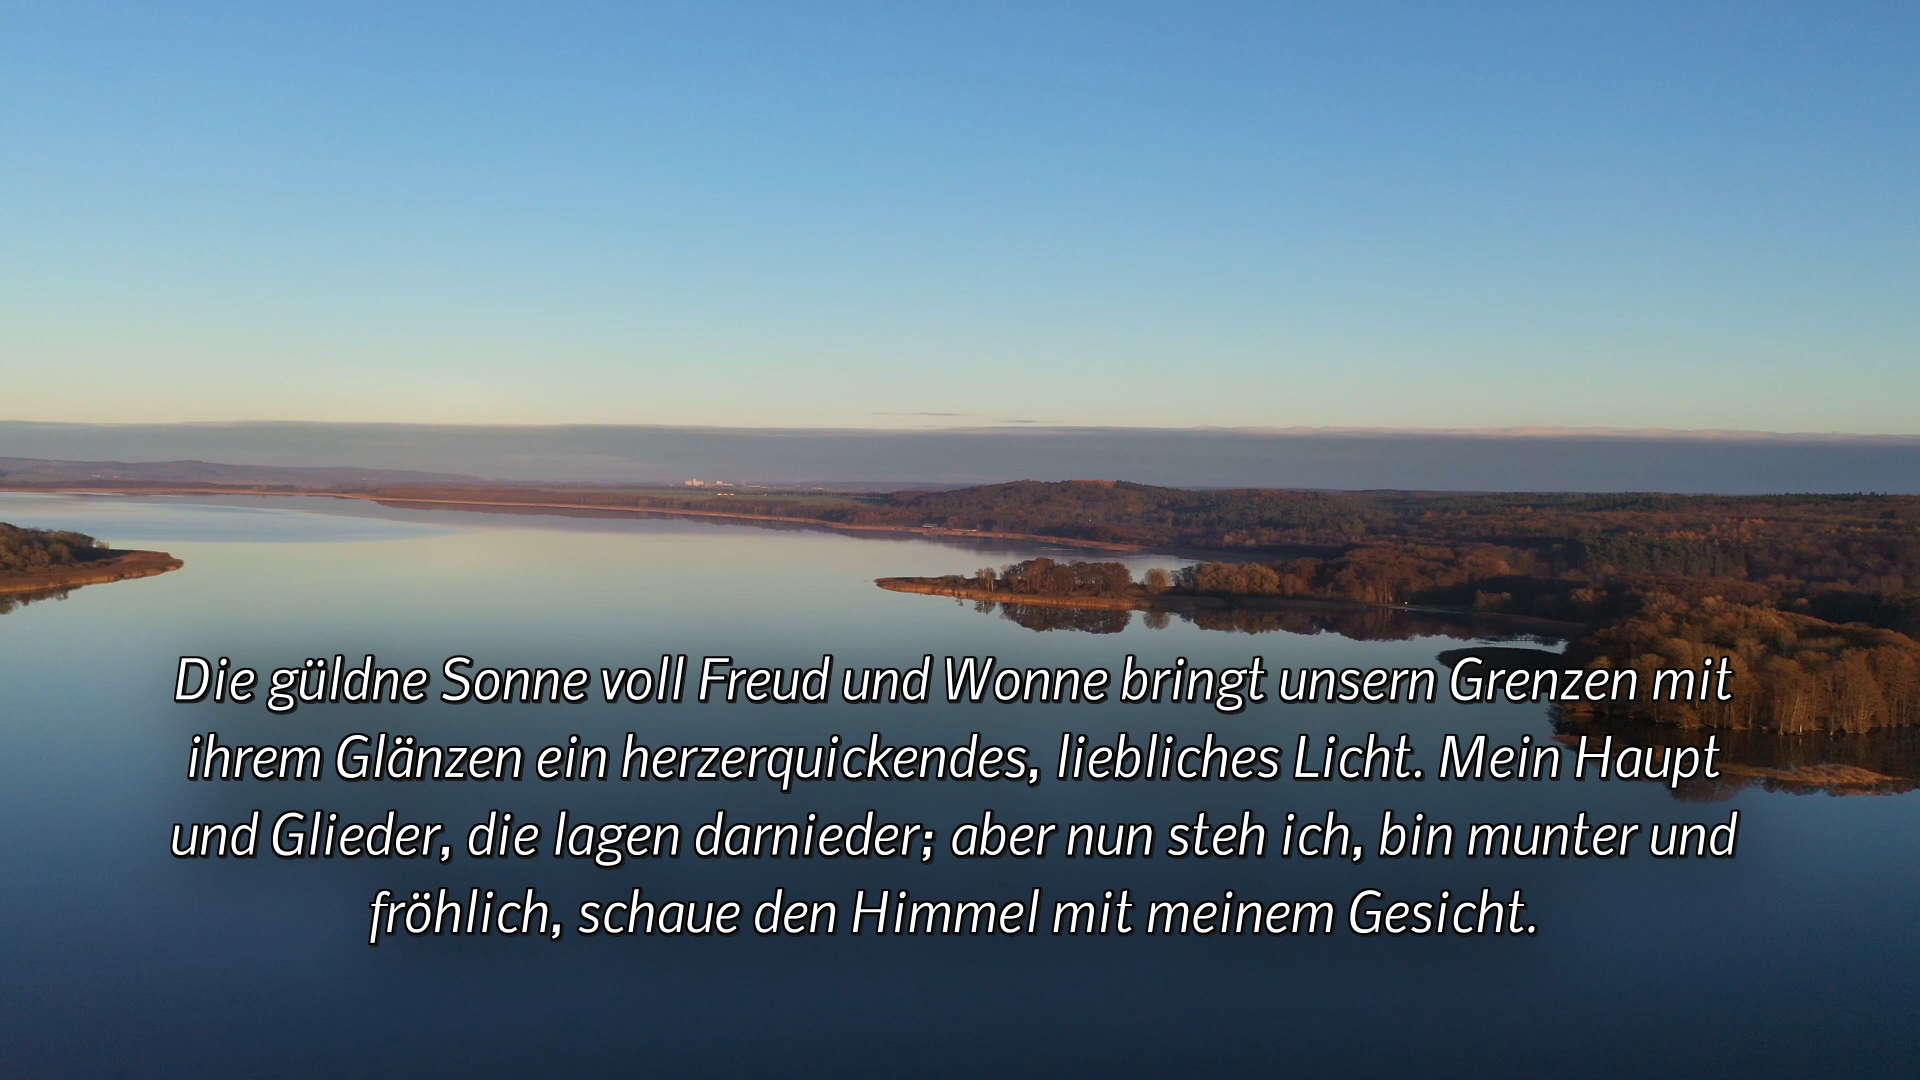 Die güldne Sonne voll Freud und Wonne bringt unsern Grenzen mit
ihrem Glänzen ein herzerquickendes, liebliches Licht. Mein Haupt
und Glieder, die lagen darnieder; aber nun steh ich, bin munter und
fröhlich, schaue den Himmel mit meinem Gesicht.